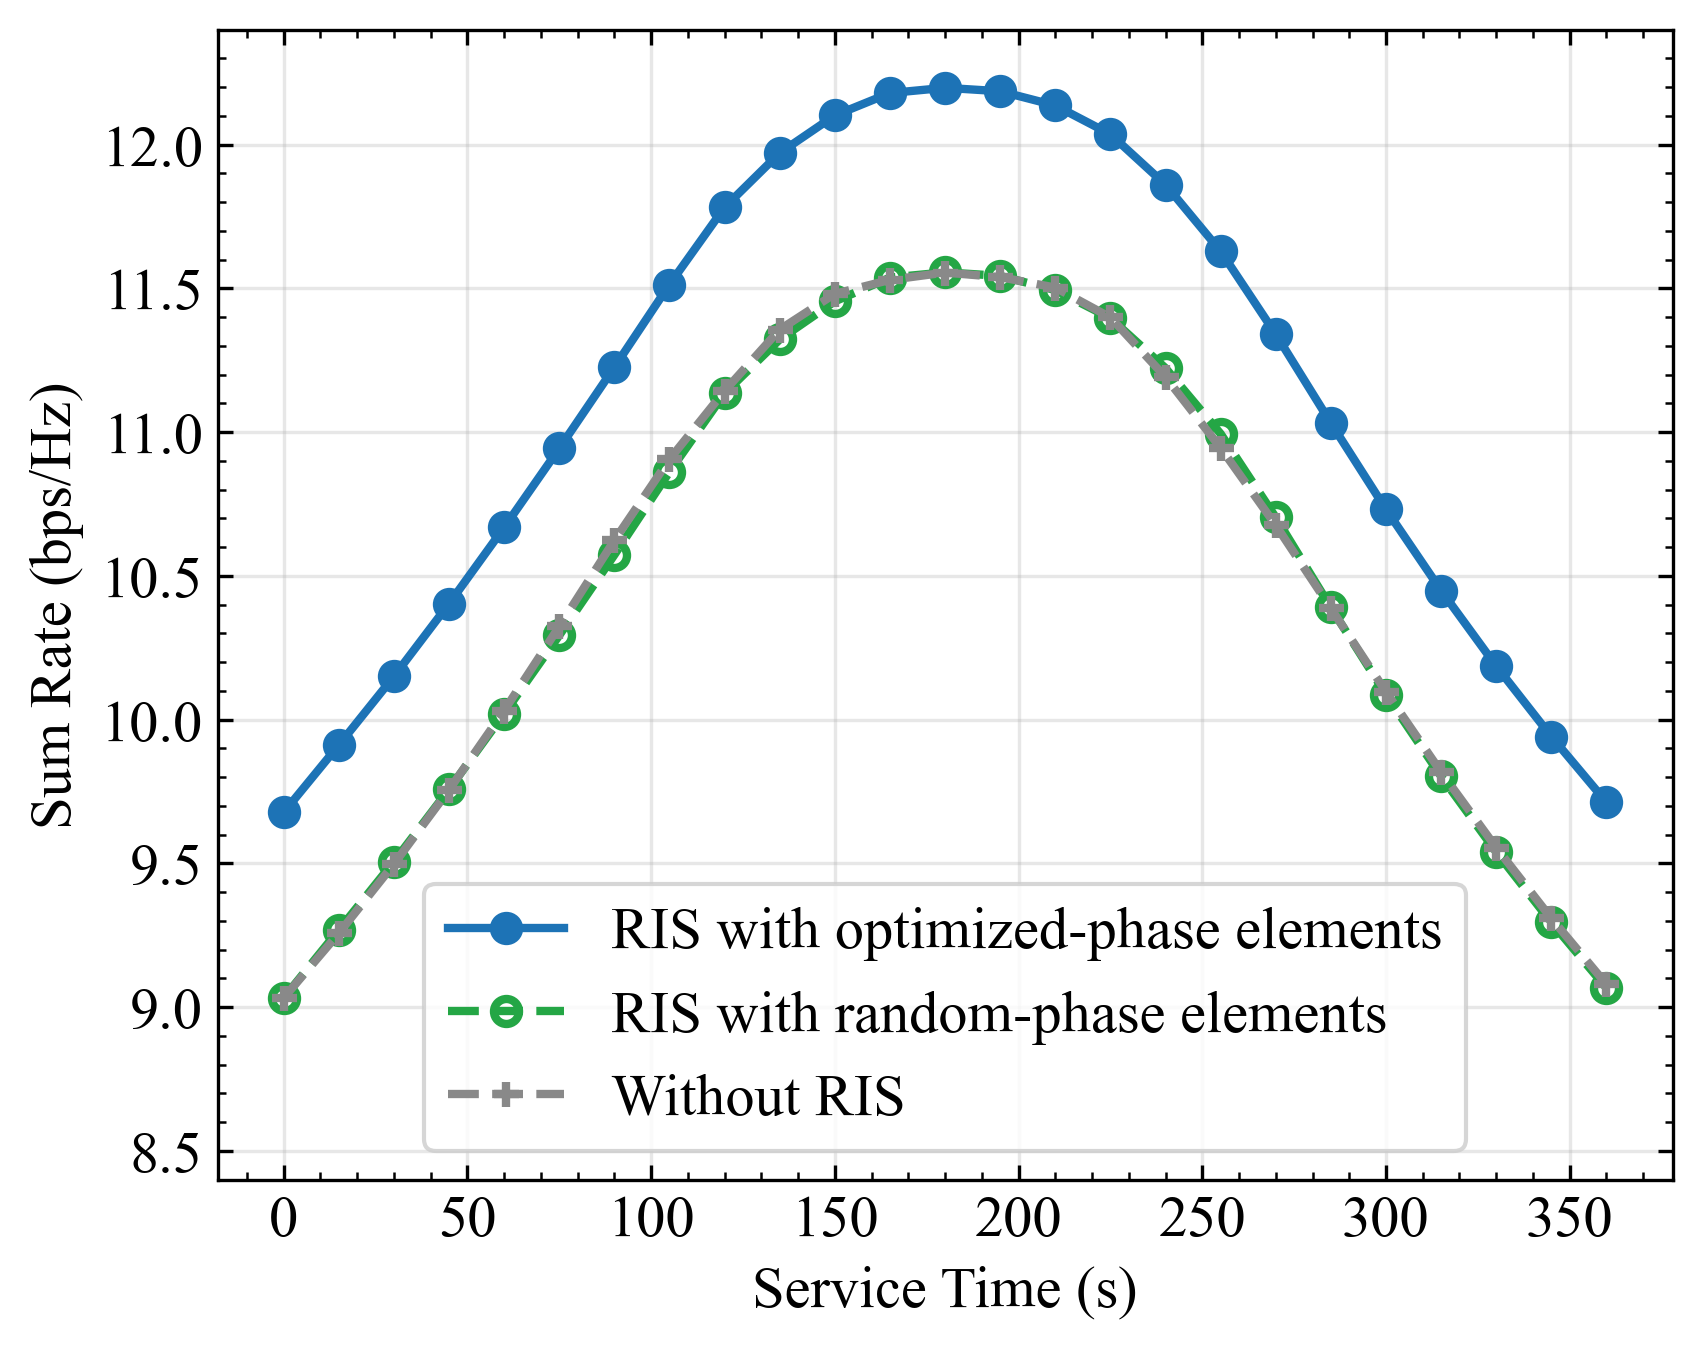 12.0
11.5
11.0
10.5
10.0
9.5
9.0
8.5
Sum Rate (bps/Hz)
RIS with optimized-phase elements
RIS with random-phase elements
Without RIS
0 50 100 150 200 250 300 350
Service Time (s)